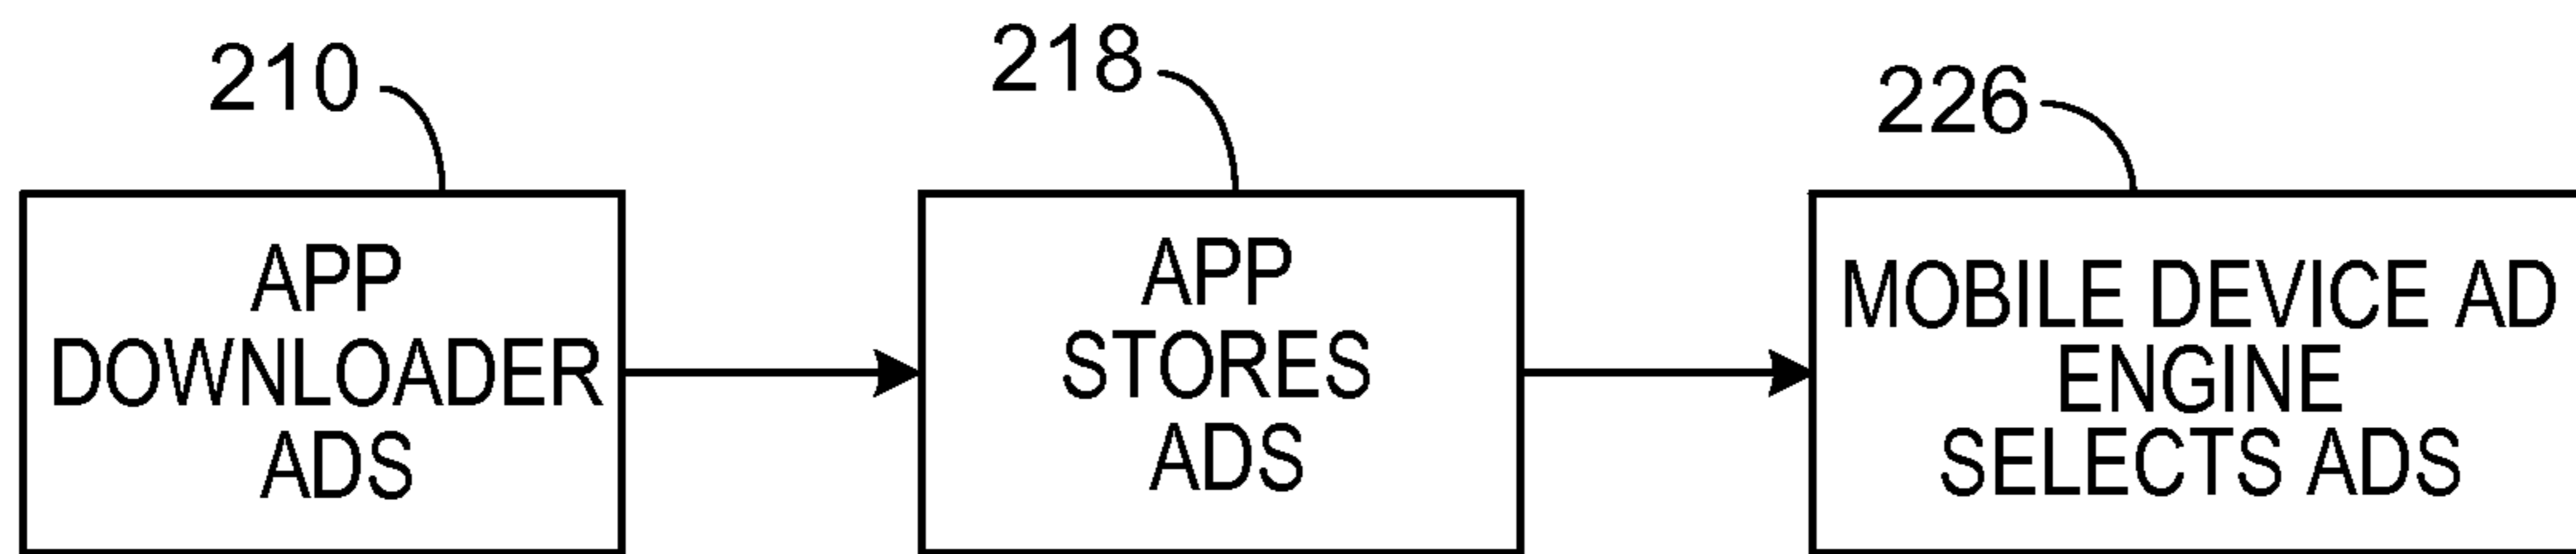 210
APP
DOWNLOADER
ADS
218
APP
STORES
ADS
226
MOBILE DEVICE AD
ENGINE
SELECTS ADS